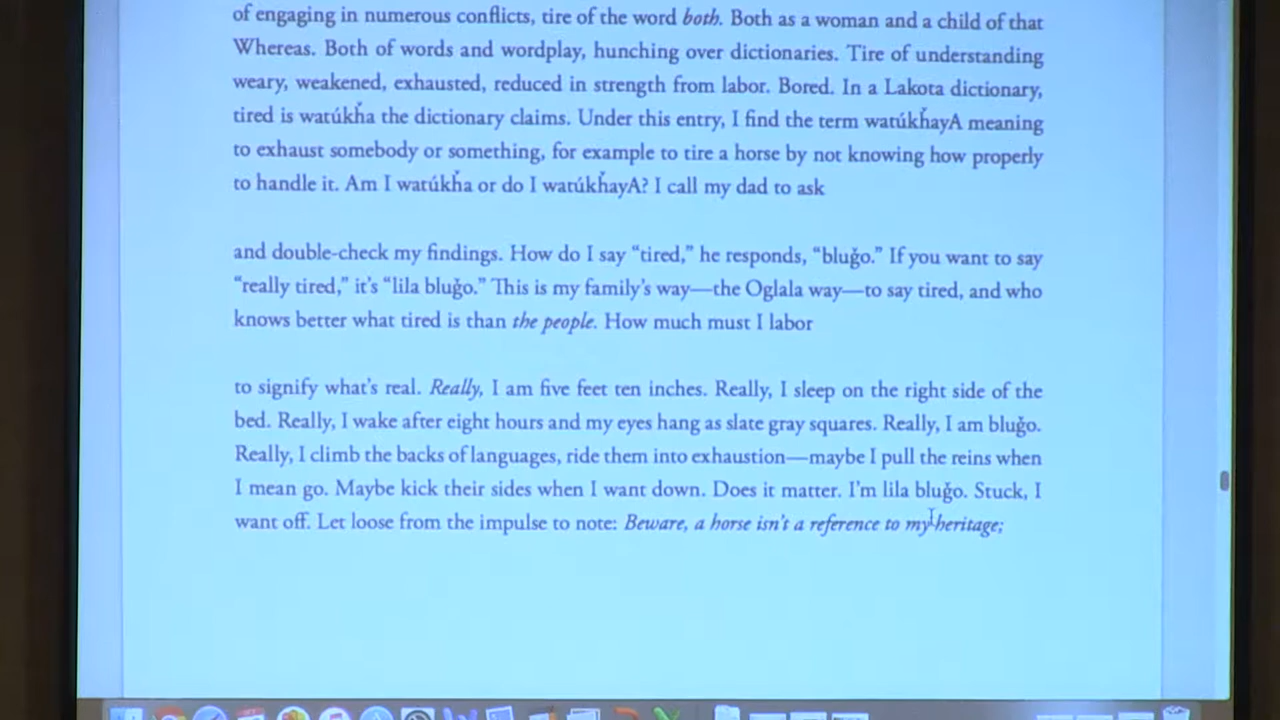 of engaging in numerous conflicts, tire of the word both. Both as a woman and a child of that
Whereas. Both of words and wordplay, hunching over dictionaries. Tire of understanding
weary, weakened, exhausted, reduced in strength from labor. Bored. In a Lakota dictionary,
tired is watúkȟa the dictionary claims. Under this entry, I find the term watúkȟayA meaning
to exhaust somebody or something, for example to tire a horse by not knowing how properly
to handle it. Am I watúkȟa or do I watúkȟayA? I call my dad to ask
and double-check my findings. How do I say “tired,” he responds, “bluǧo.” If you want to say
“really tired,” it’s “lila bluǧo.” This is my family’s way—the Oglala way—to say tired, and who
knows better what tired is than the people. How much must I labor
to signify what’s real. Really, I am five feet ten inches. Really, I sleep on the right side of the
bed. Really, I wake after eight hours and my eyes hang as slate gray squares. Really, I am bluǧo.
Really, I climb the backs of languages, ride them into exhaustion—maybe I pull the reins when
I mean go. Maybe kick their sides when I want down. Does it matter. I’m lila bluǧo. Stuck, I
want off. Let loose from the impulse to note: Beware, a horse isn’t a reference to my heritage;